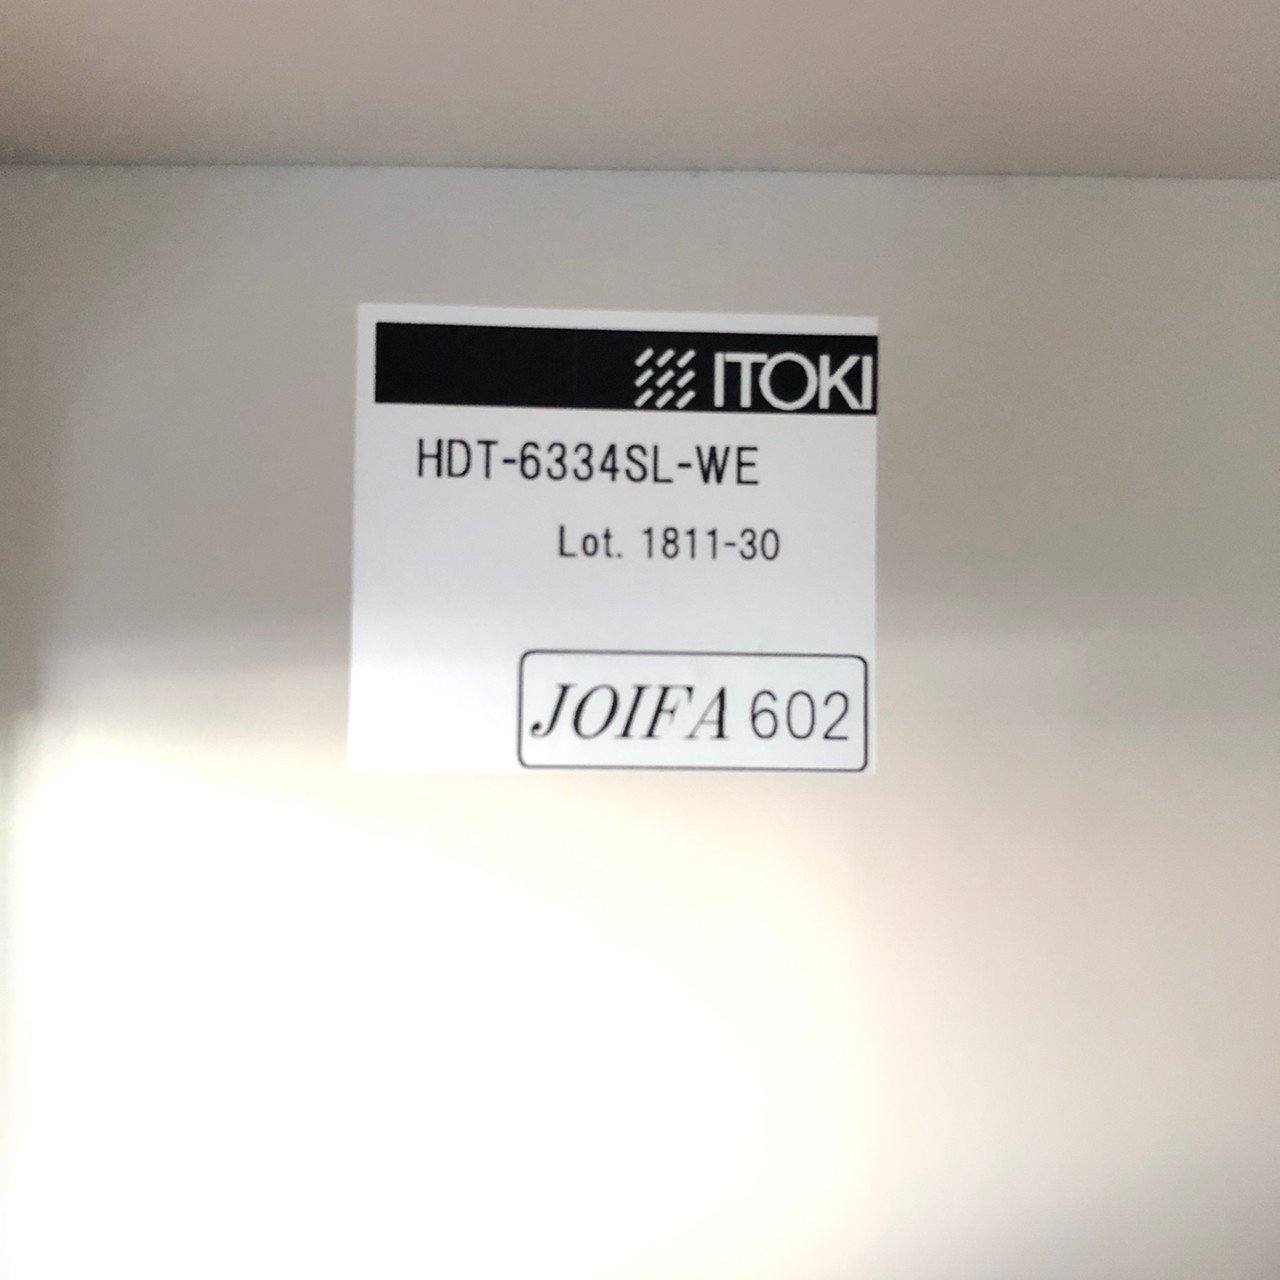 ITOKI
HDT-6334SL-WE
Lot. 1811-30
JOIFA 602